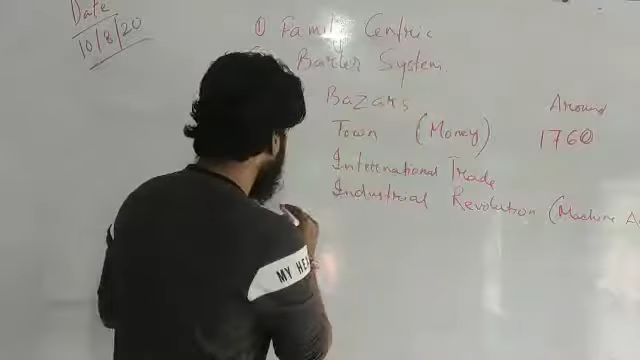 Date
10/8/20
① Family Centric
Barter System.
Bazars
Around
Town (Money) 1760
International Trade
Industrial Revolution (Machine
MY HE